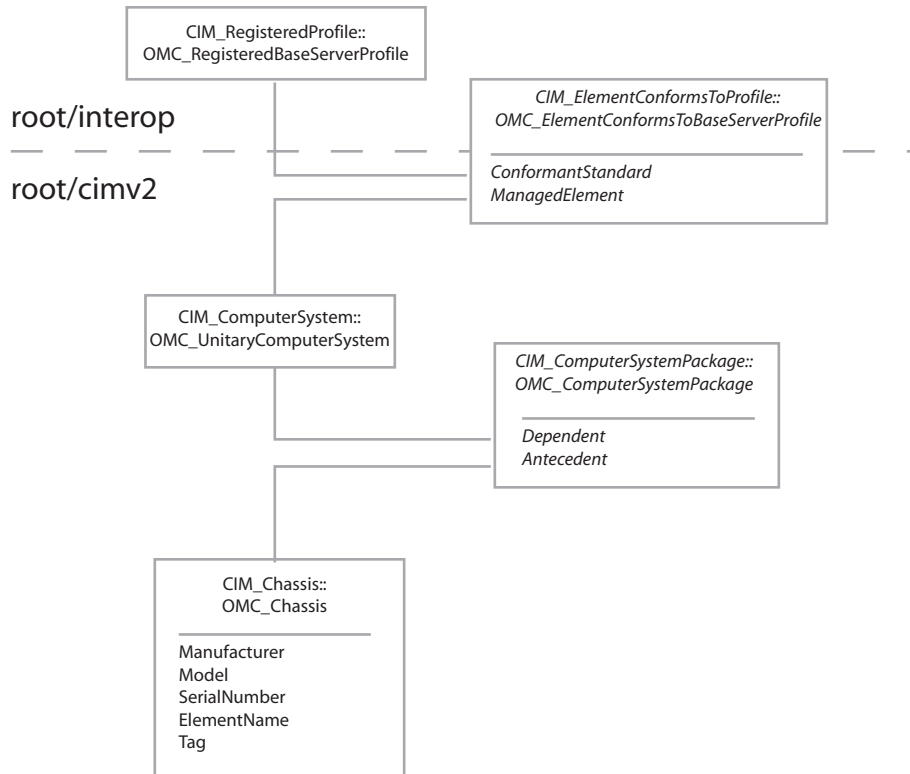 CIM_RegisteredProfile::
OMC_RegisteredBaseServerProfile
CIM_ElementConformsToProfile::
OMC_ElementConformsToBaseServerProfile
root/interop
ConformantStandard
ManagedElement
root/cimv2
CIM_ComputerSystem::
OMC_UnitaryComputerSystem
CIM_ComputerSystemPackage::
OMC_ComputerSystemPackage
Dependent
Antecedent
CIM_Chassis::
OMC_Chassis
Manufacturer
Model
SerialNumber
ElementName
Tag